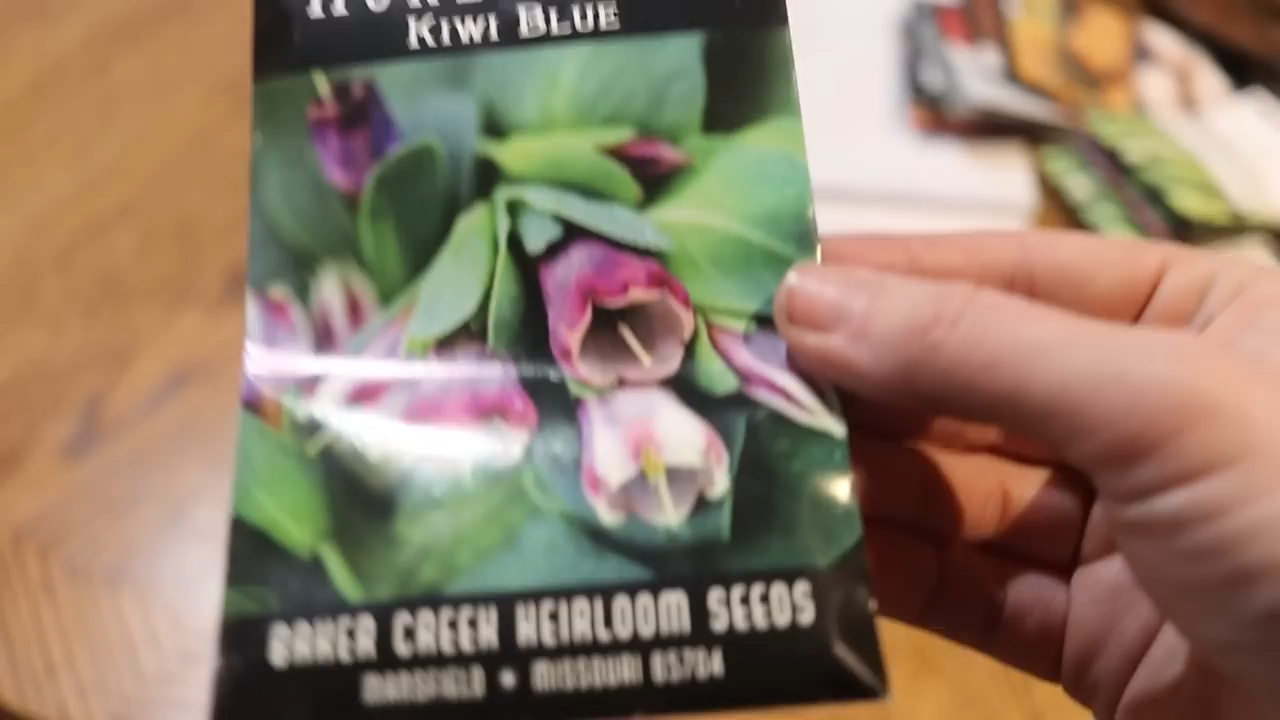 Kiwi Blue
BAKER CREEK HEIRLOOM SEEDS
MANSFIELD • MISSOURI 65704